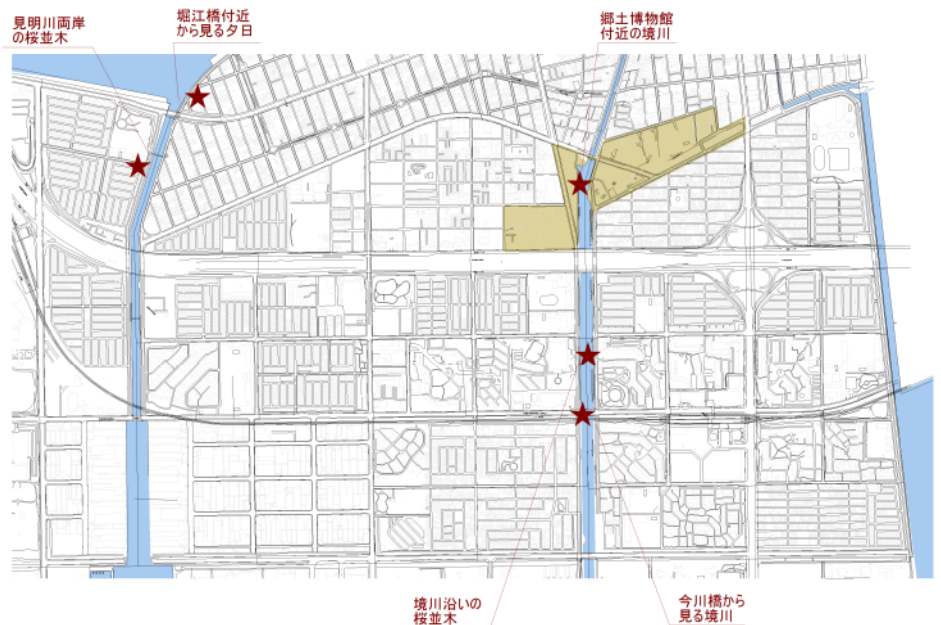 見明川両岸
の桜並木
堀江橋付近
から見る夕日
郷土博物館
付近の境川
境川沿いの
桜並木
今川橋から
見る境川